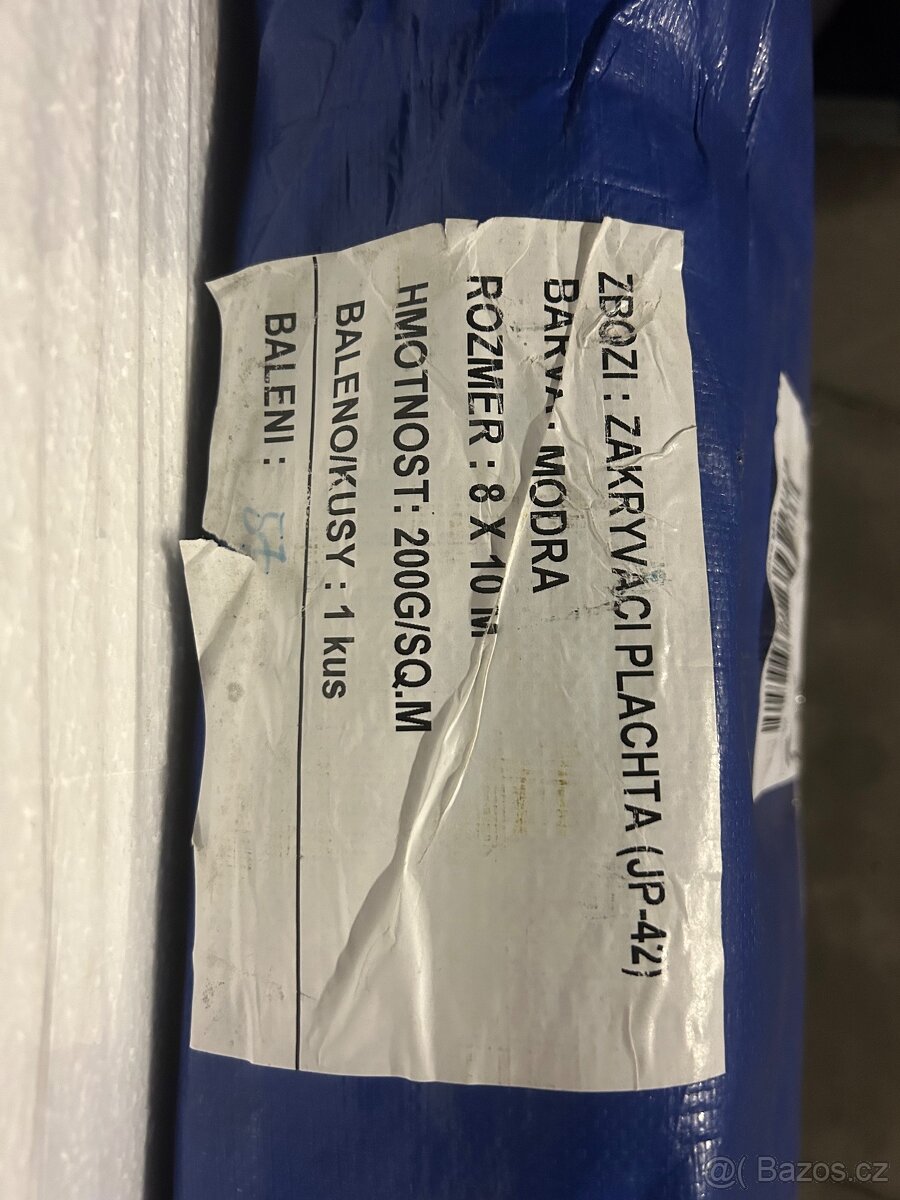 ZBOZI : ZAKRYVACI PLACHTA (JP-42)
BARVA : MODRA
ROZMER : 8 X 10 M
HMOTNOST: 200G/SQ.M
BALENO/KUSY : 1 kus
BALENI : 57
@( Bazos.cz